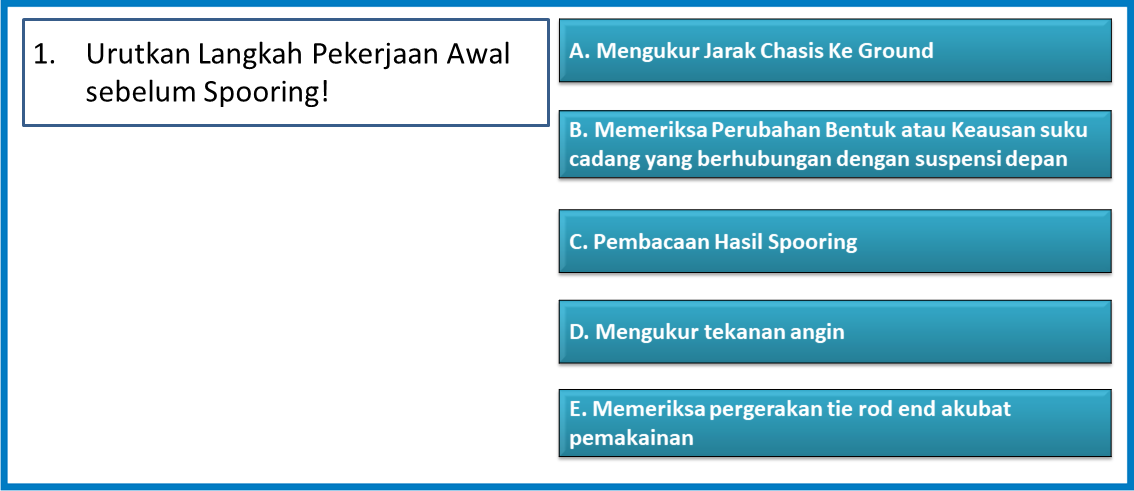 1. Urutkan Langkah Pekerjaan Awal
sebelum Spooring!
A. Mengukur Jarak Chasis Ke Ground
B. Memeriksa Perubahan Bentuk atau Keausan suku
cadang yang berhubungan dengan suspensi depan
C. Pembacaan Hasil Spooring
D. Mengukur tekanan angin
E. Memeriksa pergerakan tie rod end akubat
pemakainan